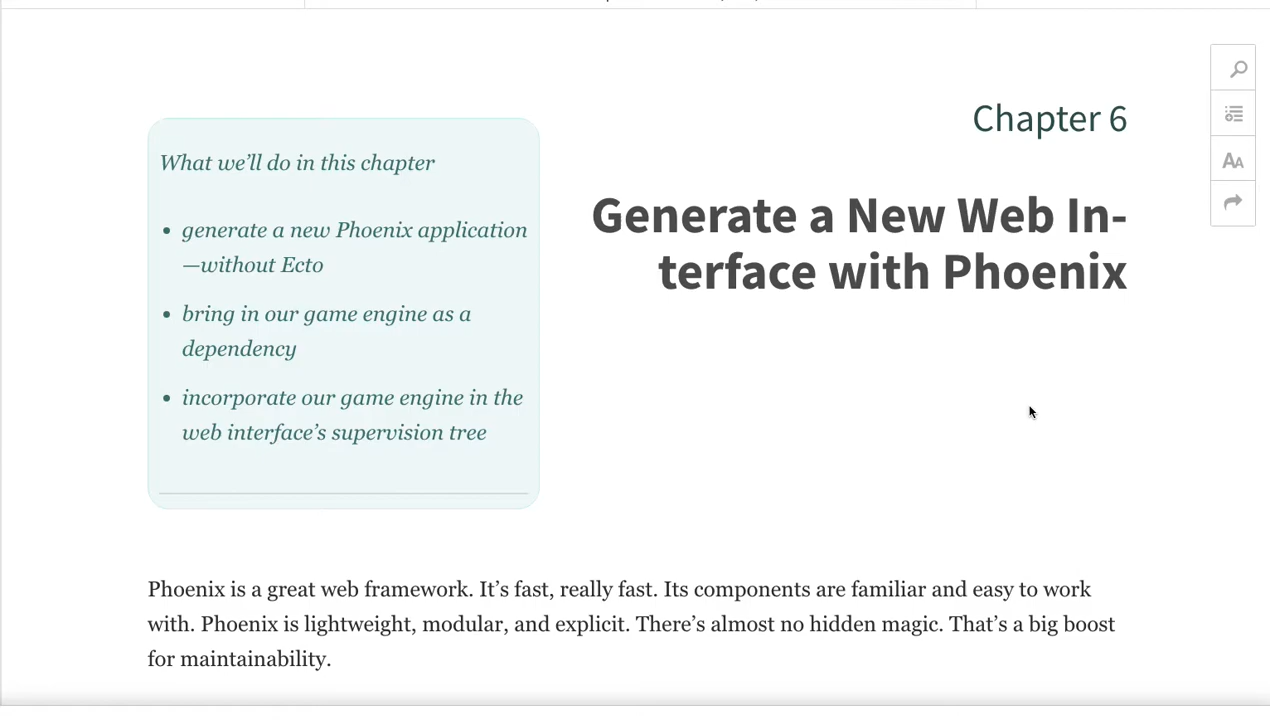 Chapter 6
Generate a New Web In-
terface with Phoenix
What we’ll do in this chapter
• generate a new Phoenix application
—without Ecto
• bring in our game engine as a
dependency
• incorporate our game engine in the
web interface’s supervision tree
Phoenix is a great web framework. It’s fast, really fast. Its components are familiar and easy to work
with. Phoenix is lightweight, modular, and explicit. There’s almost no hidden magic. That’s a big boost
for maintainability.
AA